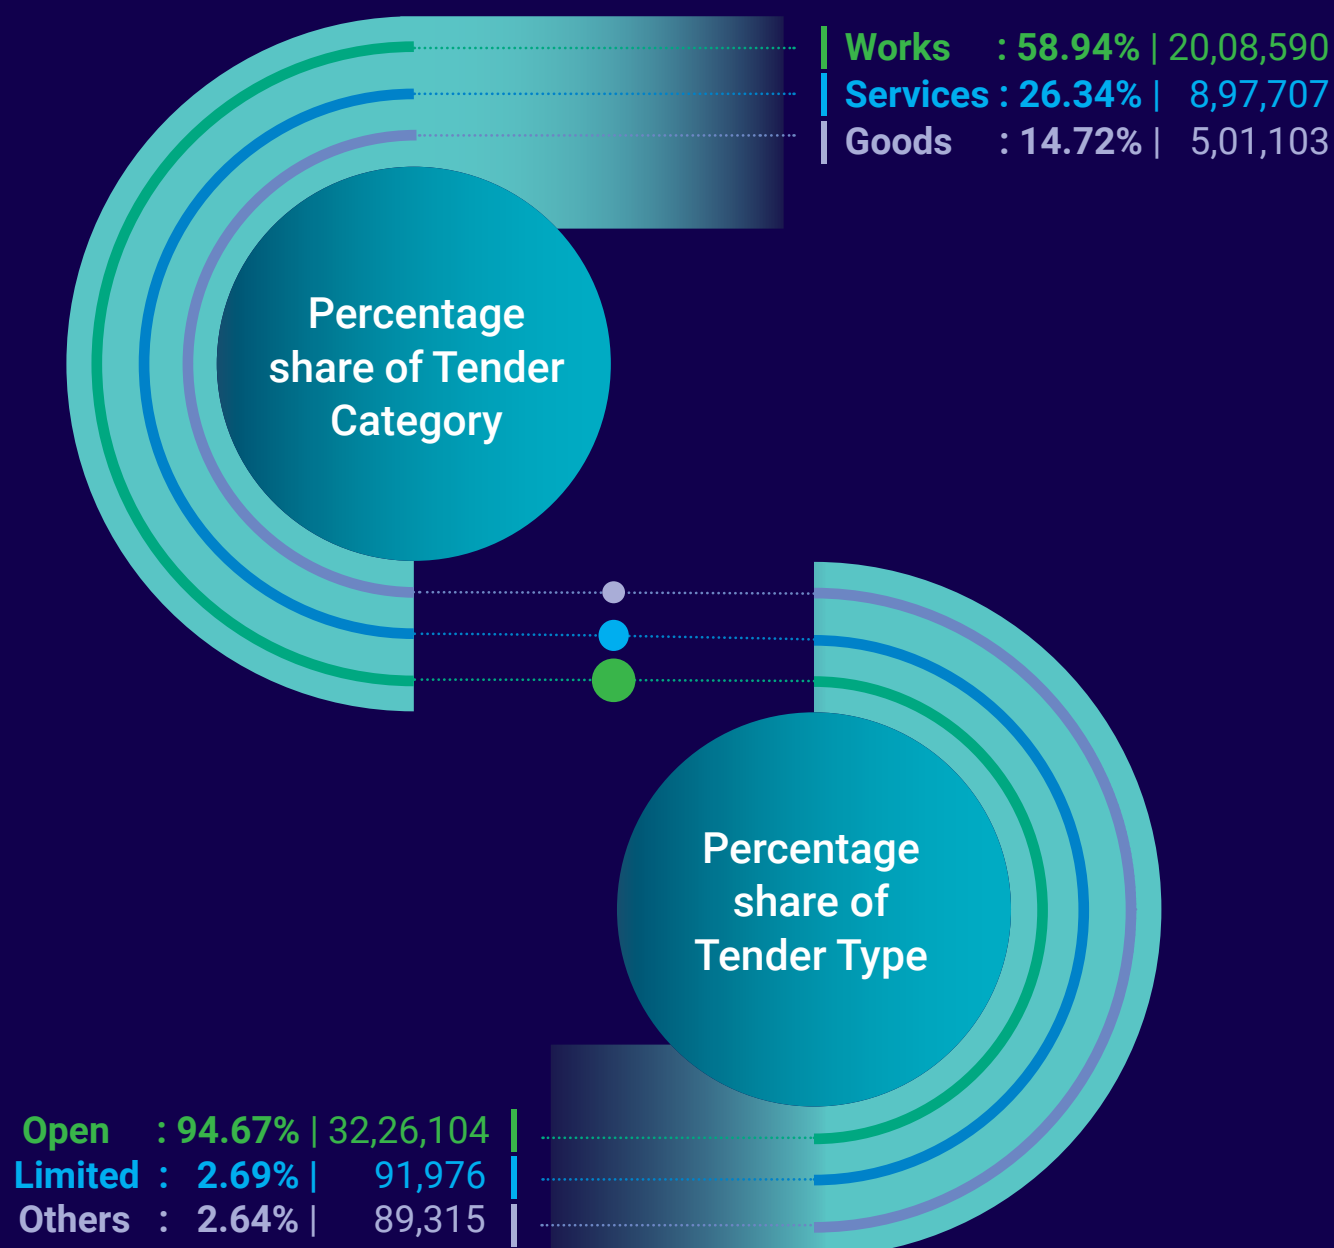 Works : 58.94% | 20,08,590
Services : 26.34% | 8,97,707
Goods : 14.72% | 5,01,103
Percentage
share of Tender
Category
Percentage
share of
Tender Type
Open : 94.67% | 32,26,104
Limited : 2.69% | 91,976
Others : 2.64% | 89,315